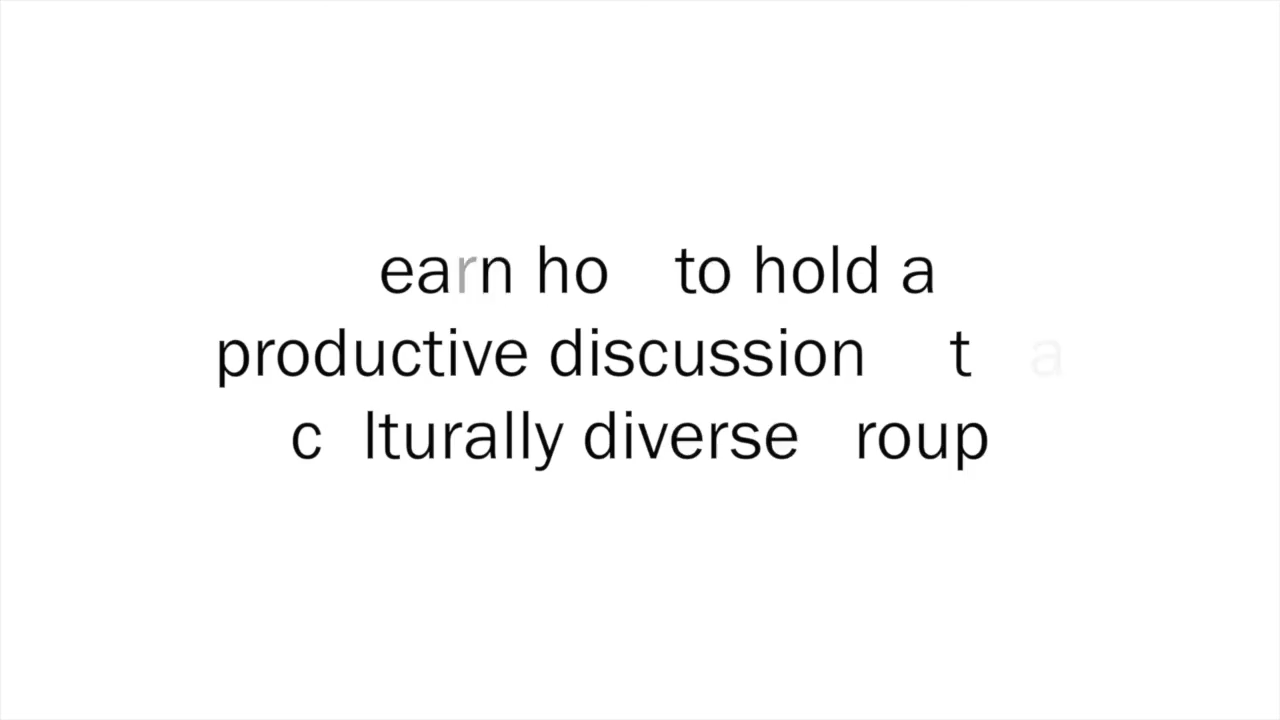 earn ho to hold a
productive discussion t a
c lturally diverse roup